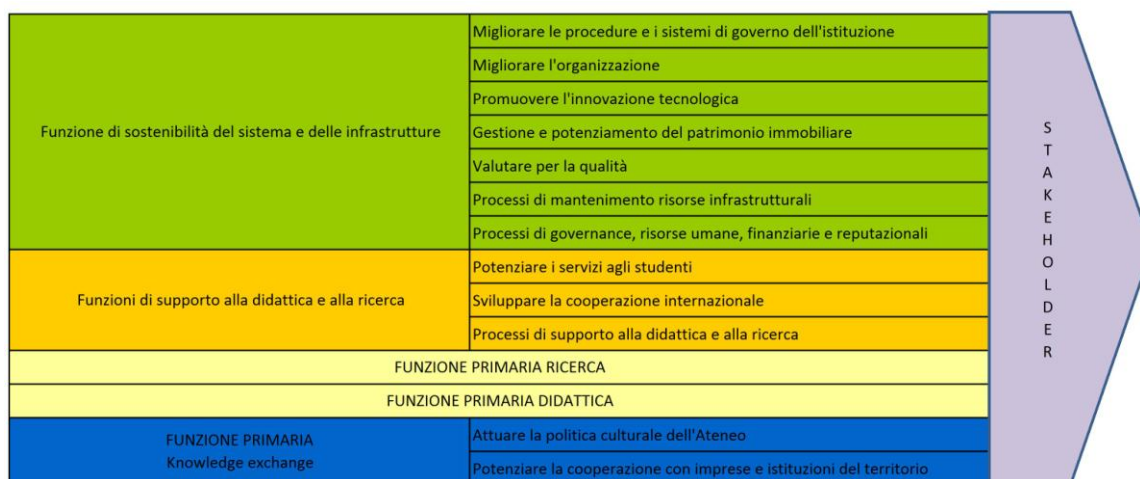 Funzione di sostenibilità del sistema e delle infrastrutture
Migliorare le procedure e i sistemi di governo dell'istituzione
Migliorare l'organizzazione
Promuovere l'innovazione tecnologica
Gestione e potenziamento del patrimonio immobiliare
Valutare per la qualità
Processi di mantenimento risorse infrastrutturali
Processi di governance, risorse umane, finanziarie e reputazionali
Funzioni di supporto alla didattica e alla ricerca
Potenziare i servizi agli studenti
Sviluppare la cooperazione internazionale
Processi di supporto alla didattica e alla ricerca
FUNZIONE PRIMARIA RICERCA
FUNZIONE PRIMARIA DIDATTICA
FUNZIONE PRIMARIA
Knowledge exchange
Attuare la politica culturale dell'Ateneo
Potenziare la cooperazione con imprese e istituzioni del territorio
STAKEHOLDER